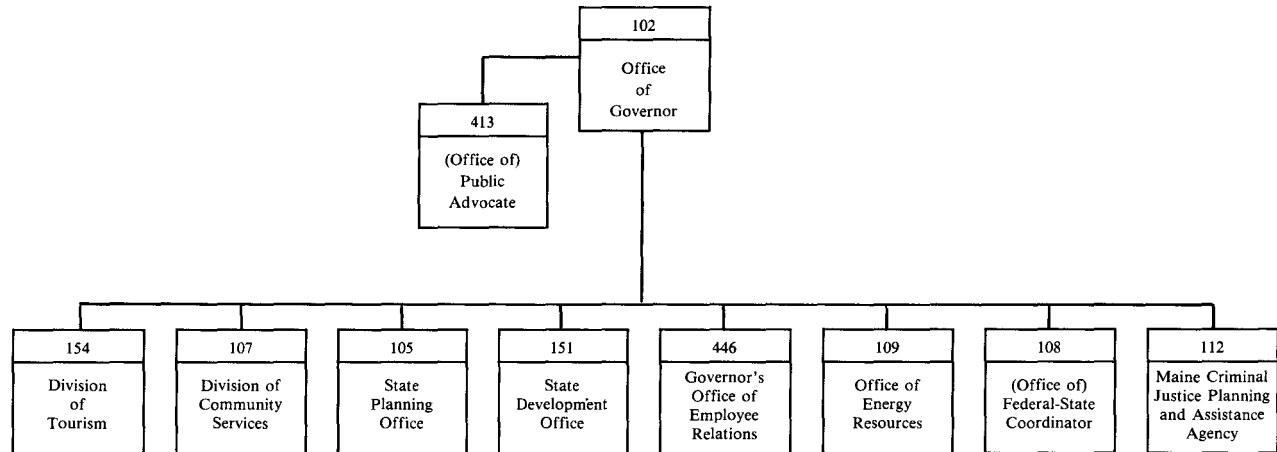 102
Office
of
Governor
413
(Office of)
Public
Advocate
154
Division
of
Tourism
107
Division of
Community
Services
105
State
Planning
Office
151
State
Development
Office
446
Governor's
Office of
Employee
Relations
109
Office of
Energy
Resources
108
(Office of)
Federal-State
Coordinator
112
Maine Criminal
Justice Planning
and Assistance
Agency